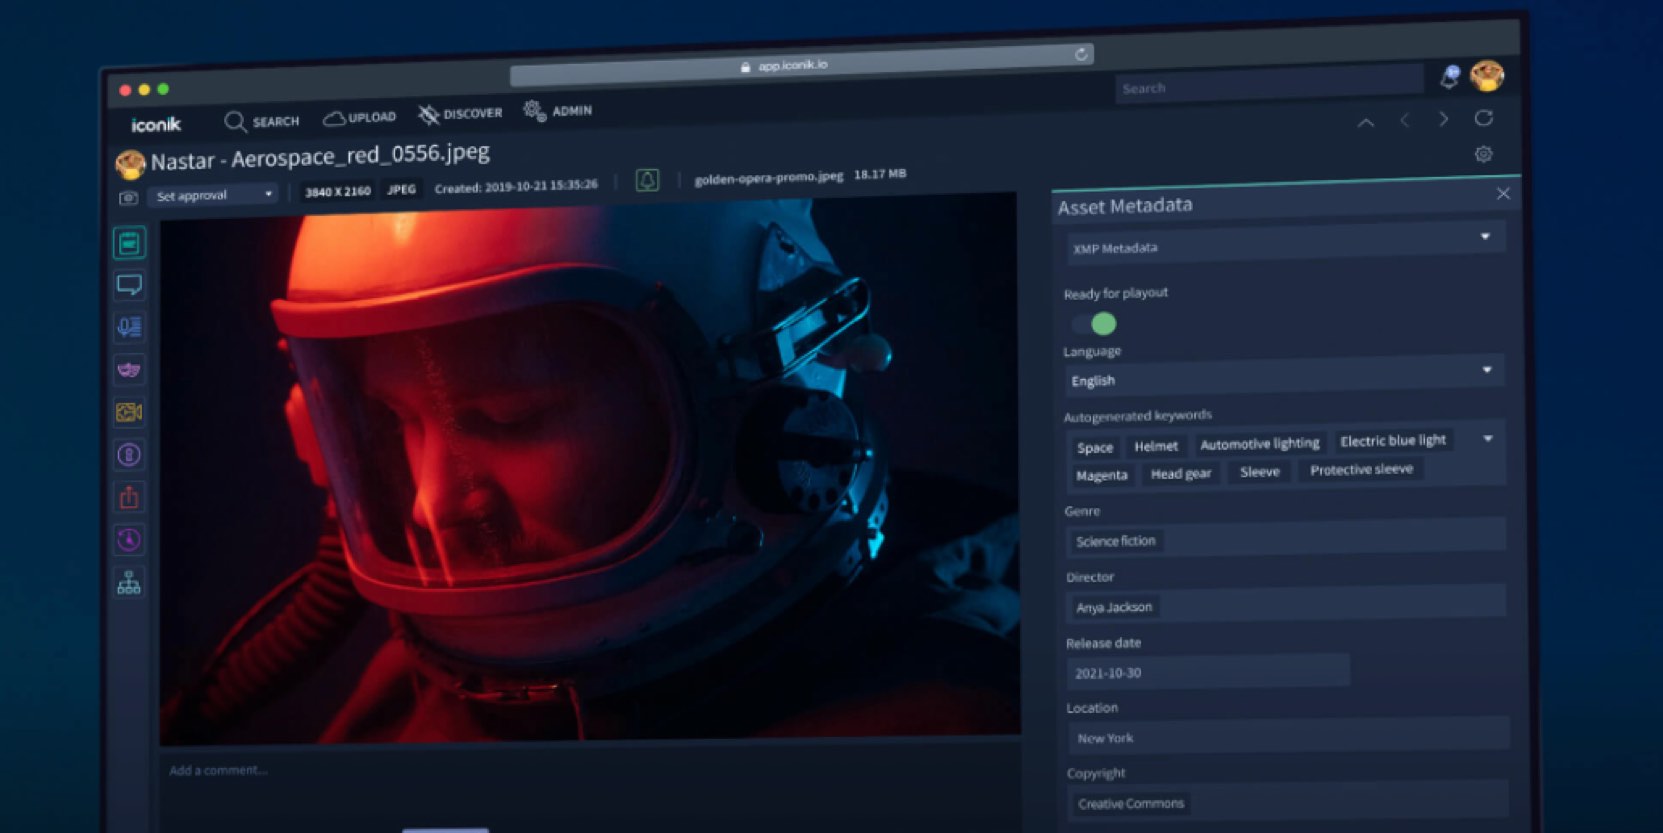 app.iconik.io
iconik SEARCH UPLOAD DISCOVER ADMIN Search
Nastar - Aerospace_red_0556.jpeg
Set approval 3840 X 2160 JPEG Created: 2019-10-21 15:35:26 golden-opera-promo.jpeg 18.17 MB
Asset Metadata
XMP Metadata
Ready for playout
Language
English
Autogenerated keywords
Space Helmet Automotive lighting Electric blue light
Magenta Head gear Sleeve Protective sleeve
Genre
Science fiction
Director
Anya Jackson
Release date
2021-10-30
Location
New York
Copyright
Creative Commons
Add a comment...